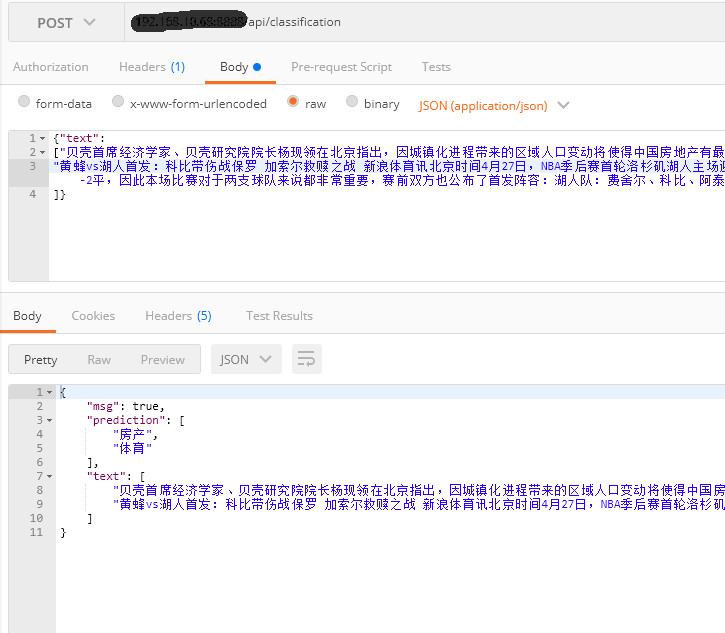 POST /api/classification
Authorization Headers (1) Body Pre-request Script Tests
form-data x-www-form-urlencoded raw binary JSON (application/json)
1 {"text":
2 ["贝壳首席经济学家、贝壳研究院院长杨现领在北京指出，因城镇化进程带来的区域人口变动将使得中国房地产有最
3 "黄蜂vs湖人首发：科比带伤战保罗 加索尔救赎之战 新浪体育讯北京时间4月27日，NBA季后赛首轮洛杉矶湖人主场迎
-2平，因此本场比赛对于两支球队来说都非常重要，赛前双方也公布了首发阵容：湖人队：费舍尔、科比、阿泰
4 ]}
Body Cookies Headers (5) Test Results
Pretty Raw Preview JSON
1 {
2 "msg": true,
3 "prediction": [
4 "房产",
5 "体育"
6 ],
7 "text": [
8 "贝壳首席经济学家、贝壳研究院院长杨现领在北京指出，因城镇化进程带来的区域人口变动将使得中国房
9 "黄蜂vs湖人首发：科比带伤战保罗 加索尔救赎之战 新浪体育讯北京时间4月27日，NBA季后赛首轮洛杉矶
10 ]
11 }